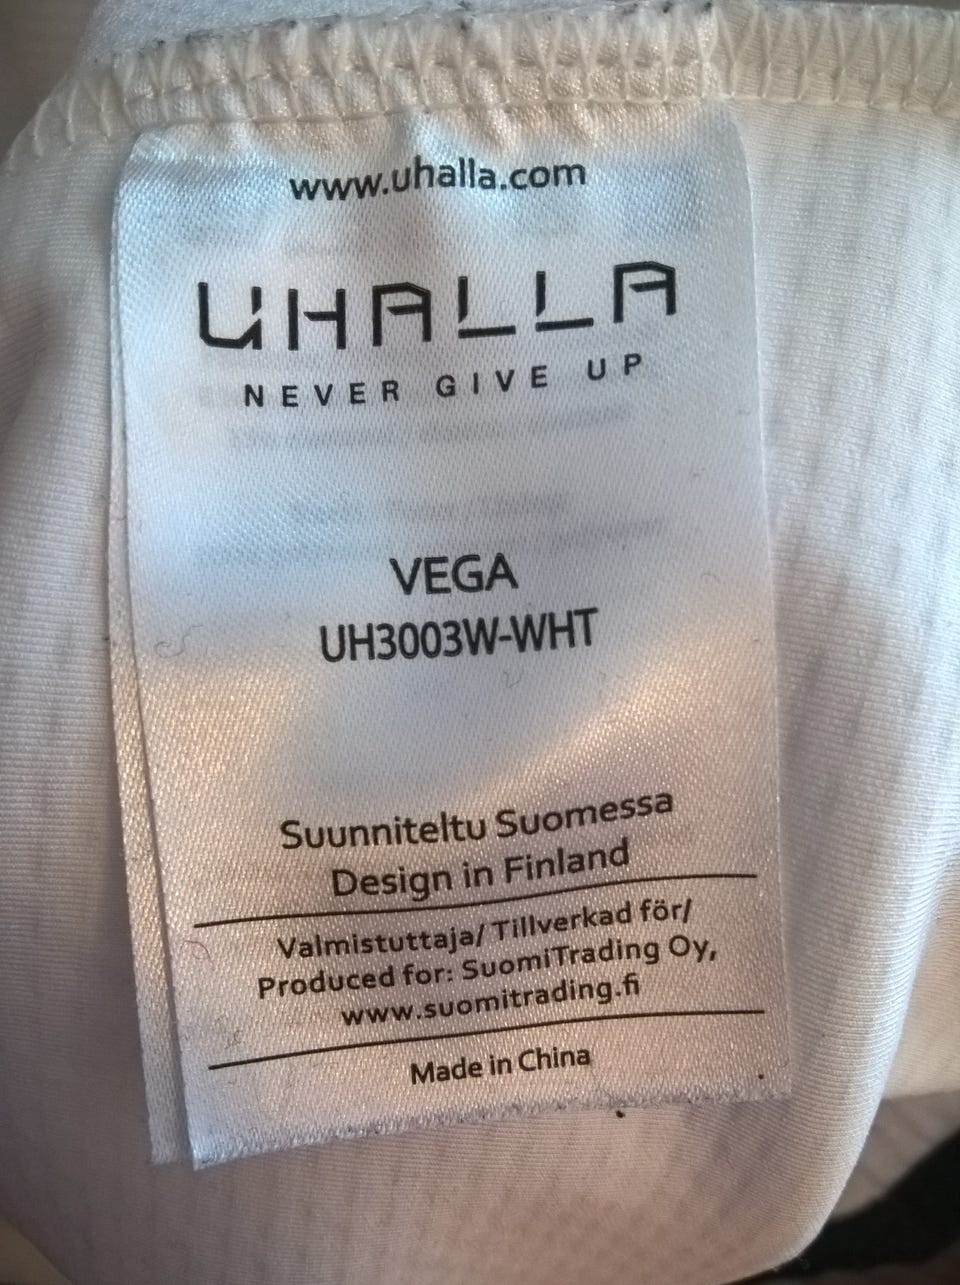 www.uhalla.com
UHALLA
NEVER GIVE UP
VEGA
UH3003W-WHT
Suunniteltu Suomessa
Design in Finland
Valmistuttaja/ Tillverkad för/
Produced for: SuomiTrading Oy,
www.suomitrading.fi
Made in China